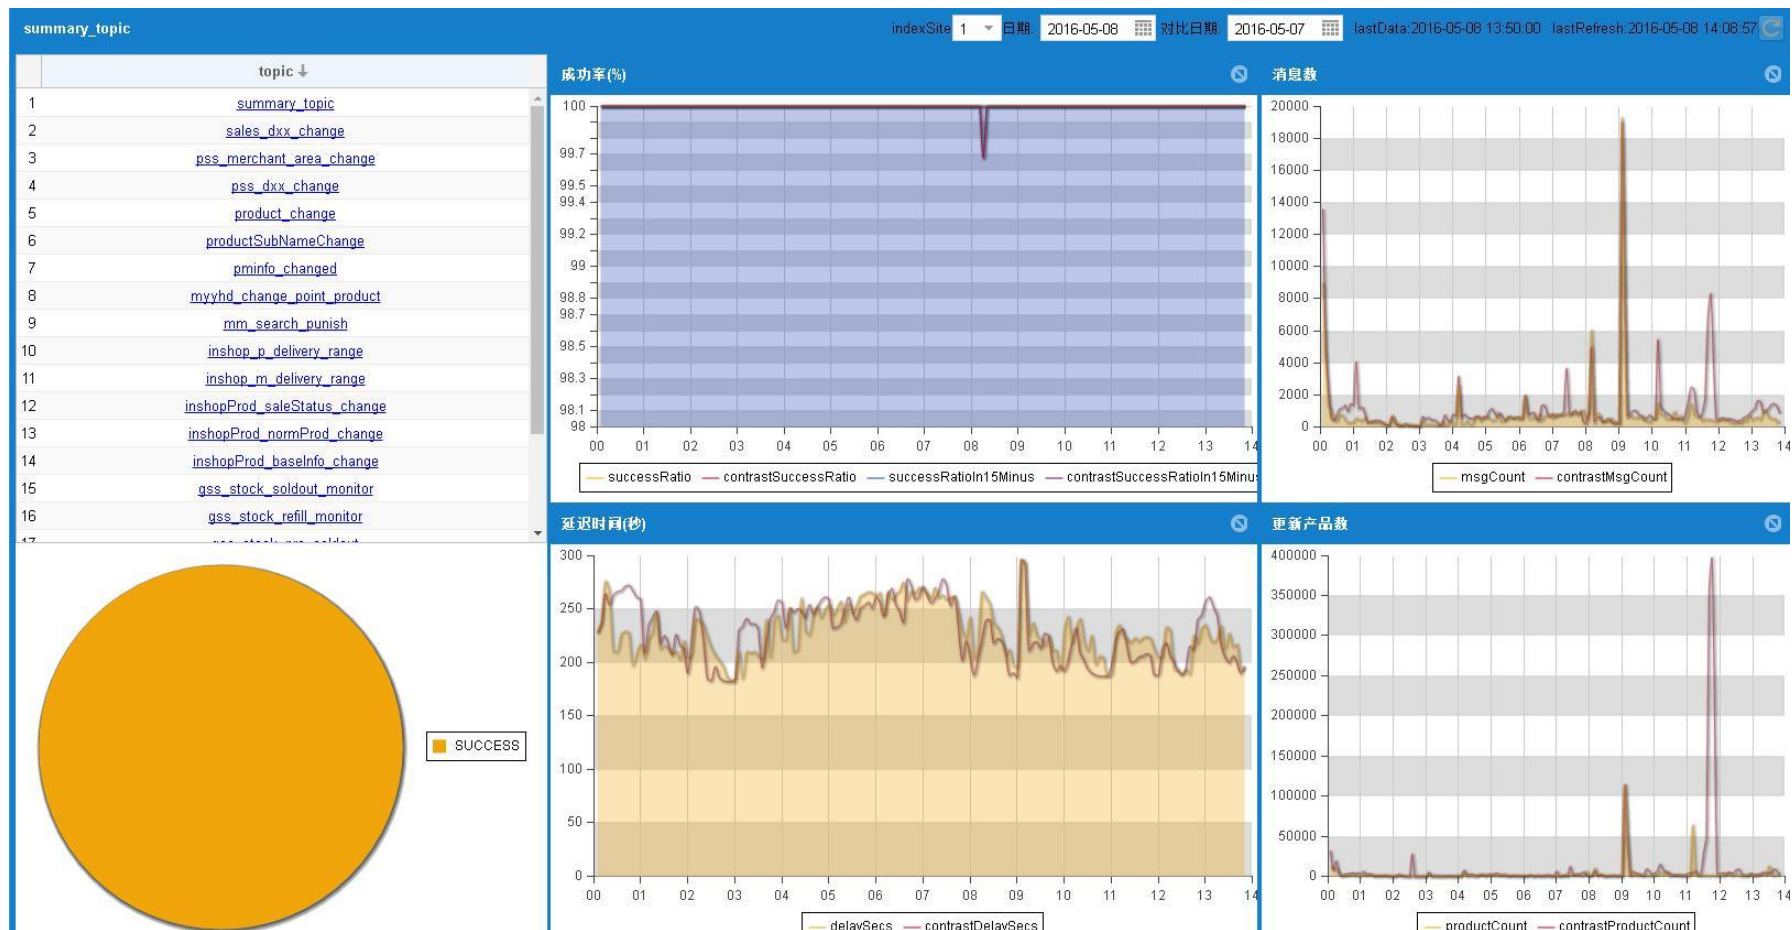 summary_topic
indexSite 1 日期: 2016-05-08 对比日期: 2016-05-07 lastData:2016-05-08 13:50:00 lastRefresh:2016-05-08 14:06:57
topic
1 summary_topic
2 sales_dxx_change
3 pss_merchant_area_change
4 pss_dxx_change
5 product_change
6 productSubNameChange
7 pminfo_changed
8 myyhd_change_point_product
9 mm_search_punish
10 inshop_p_delivery_range
11 inshop_m_delivery_range
12 inshopProd_saleStatus_change
13 inshopProd_normProd_change
14 inshopProd_baseInfo_change
15 gss_stock_soldout_monitor
16 gss_stock_refill_monitor
SUCCESS
成功率(%)
100
99.7
99.5
99.4
99.2
99
98.8
98.7
98.5
98.3
98.1
98
00 01 02 03 04 05 06 07 08 09 10 11 12 13 14
successRatio contrastSuccessRatio successRatioIn15Minus contrastSuccessRatioIn15Minus
消息数
20000
18000
16000
14000
12000
10000
8000
6000
4000
2000
0
00 01 02 03 04 05 06 07 08 09 10 11 12 13 14
msgCount contrastMsgCount
延迟时间(秒)
300
250
200
150
100
50
0
00 01 02 03 04 05 06 07 08 09 10 11 12 13 14
delaySecs contrastDelaySecs
更新产品数
400000
350000
300000
250000
200000
150000
100000
50000
0
00 01 02 03 04 05 06 07 08 09 10 11 12 13 14
productCount contrastProductCount